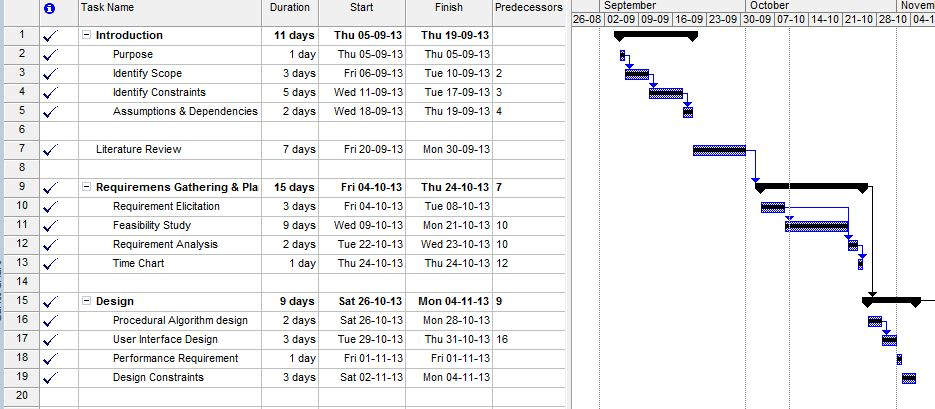 Task Name Duration Start Finish Predecessors September October Novem
26-08 02-09 09-09 16-09 23-09 30-09 07-10 14-10 21-10 28-10 04-1
1 Introduction 11 days Thu 05-09-13 Thu 19-09-13
2 Purpose 1 day Thu 05-09-13 Thu 05-09-13
3 Identify Scope 3 days Fri 06-09-13 Tue 10-09-13 2
4 Identify Constraints 5 days Wed 11-09-13 Tue 17-09-13 3
5 Assumptions & Dependencies 2 days Wed 18-09-13 Thu 19-09-13 4
6
7 Literature Review 7 days Fri 20-09-13 Mon 30-09-13
8
9 Requiremens Gathering & Pla 15 days Fri 04-10-13 Thu 24-10-13 7
10 Requirement Elicitation 3 days Fri 04-10-13 Tue 08-10-13
11 Feasibility Study 9 days Wed 09-10-13 Mon 21-10-13 10
12 Requirement Analysis 2 days Tue 22-10-13 Wed 23-10-13 10
13 Time Chart 1 day Thu 24-10-13 Thu 24-10-13 12
14
15 Design 9 days Sat 26-10-13 Mon 04-11-13 9
16 Procedural Algorithm design 2 days Sat 26-10-13 Mon 28-10-13
17 User Interface Design 3 days Tue 29-10-13 Thu 31-10-13 16
18 Performance Requirement 1 day Fri 01-11-13 Fri 01-11-13
19 Design Constraints 3 days Sat 02-11-13 Mon 04-11-13
20